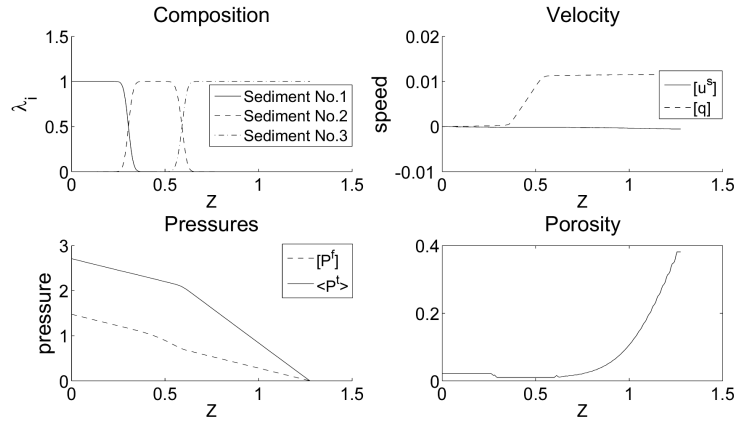 Composition
1.5
1
0.5
0
λi
0
0.5
1
1.5
z
Sediment No.1
Sediment No.2
Sediment No.3
Velocity
0.02
0.01
0
-0.01
speed
0
0.5
1
1.5
z
[u^s]
[q]
Pressures
3
2
1
0
pressure
0
0.5
1
1.5
z
[P^f]
<P^t>
Porosity
0.4
0.2
0
0
0.5
1
1.5
z